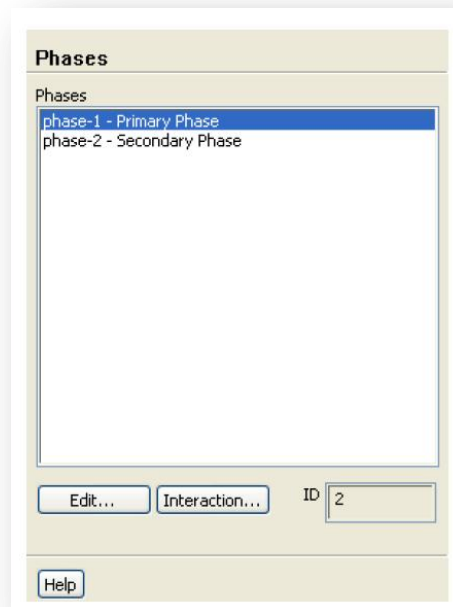 Phases
Phases
phase-1 - Primary Phase
phase-2 - Secondary Phase
Edit... Interaction... ID 2
Help